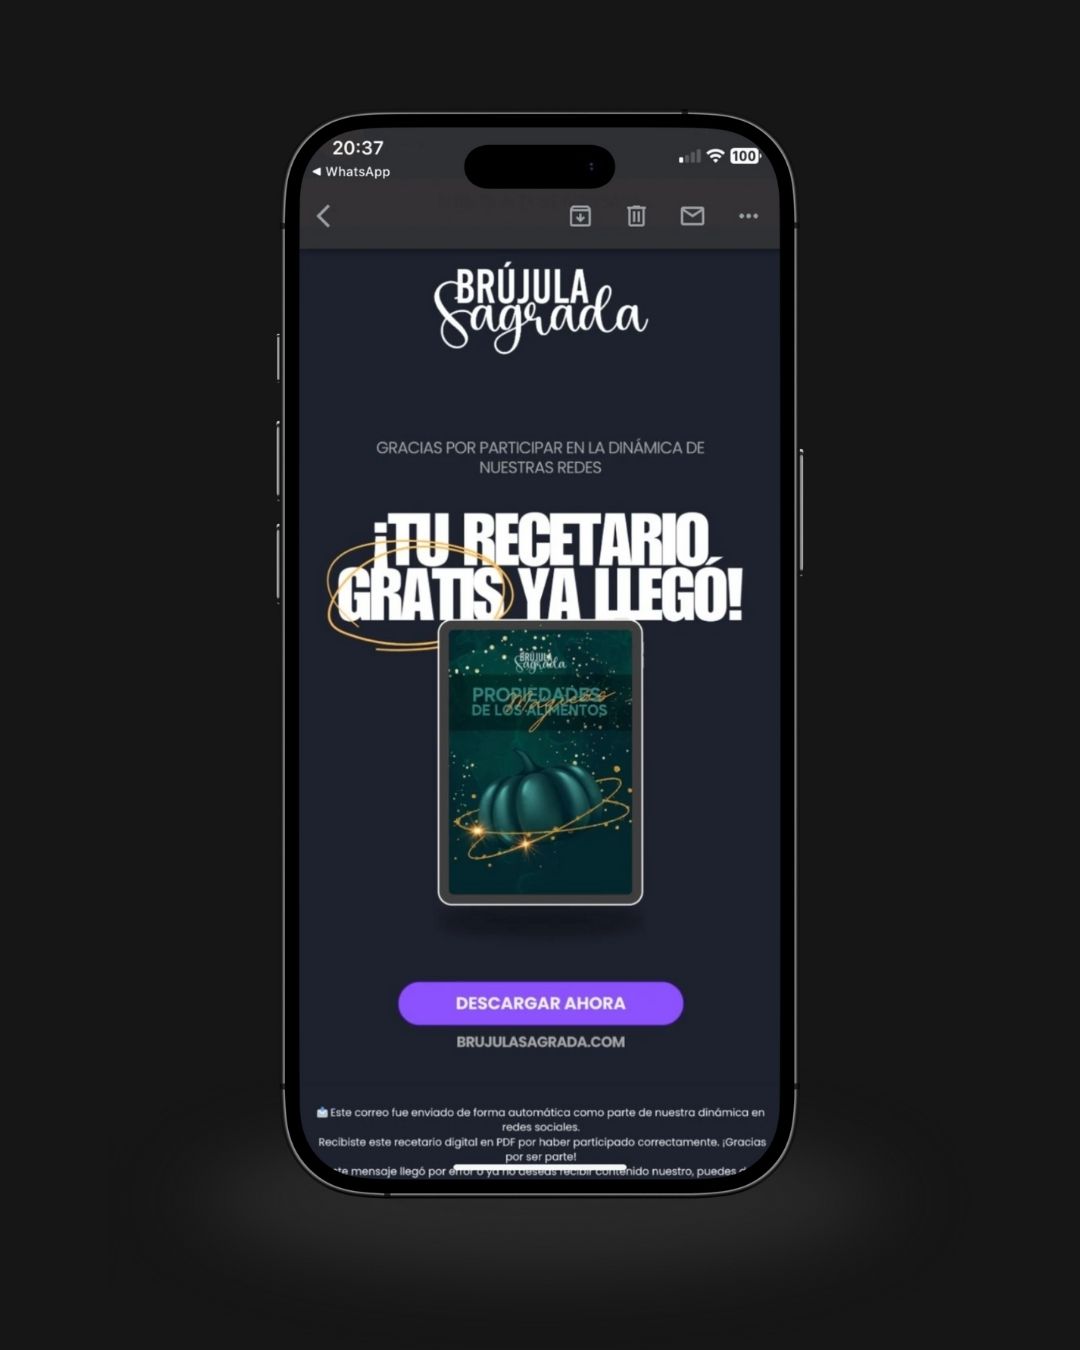 20:37
100
◀ WhatsApp
BRÚJULA
Sagrada
GRACIAS POR PARTICIPAR EN LA DINÁMICA DE
NUESTRAS REDES
¡TU RECETARIO
GRATIS YA LLEGÓ!
BRÚJULA
Sagrada
PROPIEDADES
Mágicas
DE LOS ALIMENTOS
DESCARGAR AHORA
BRUJULASAGRADA.COM
📩 Este correo fue enviado de forma automática como parte de nuestra dinámica en
redes sociales.
Recibiste este recetario digital en PDF por haber participado correctamente. ¡Gracias
por ser parte!
mensaje llegó por error o ya no deseas recibir contenido nuestro, puedes